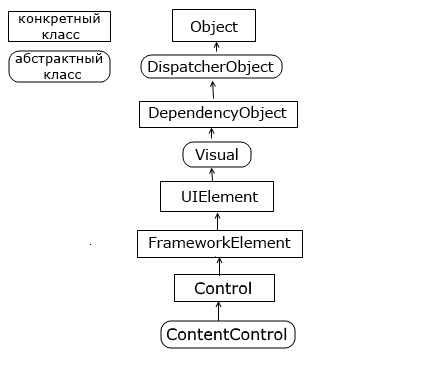 конкретный
класс
абстрактный
класс
Object
DispatcherObject
DependencyObject
Visual
UIElement
FrameworkElement
Control
ContentControl